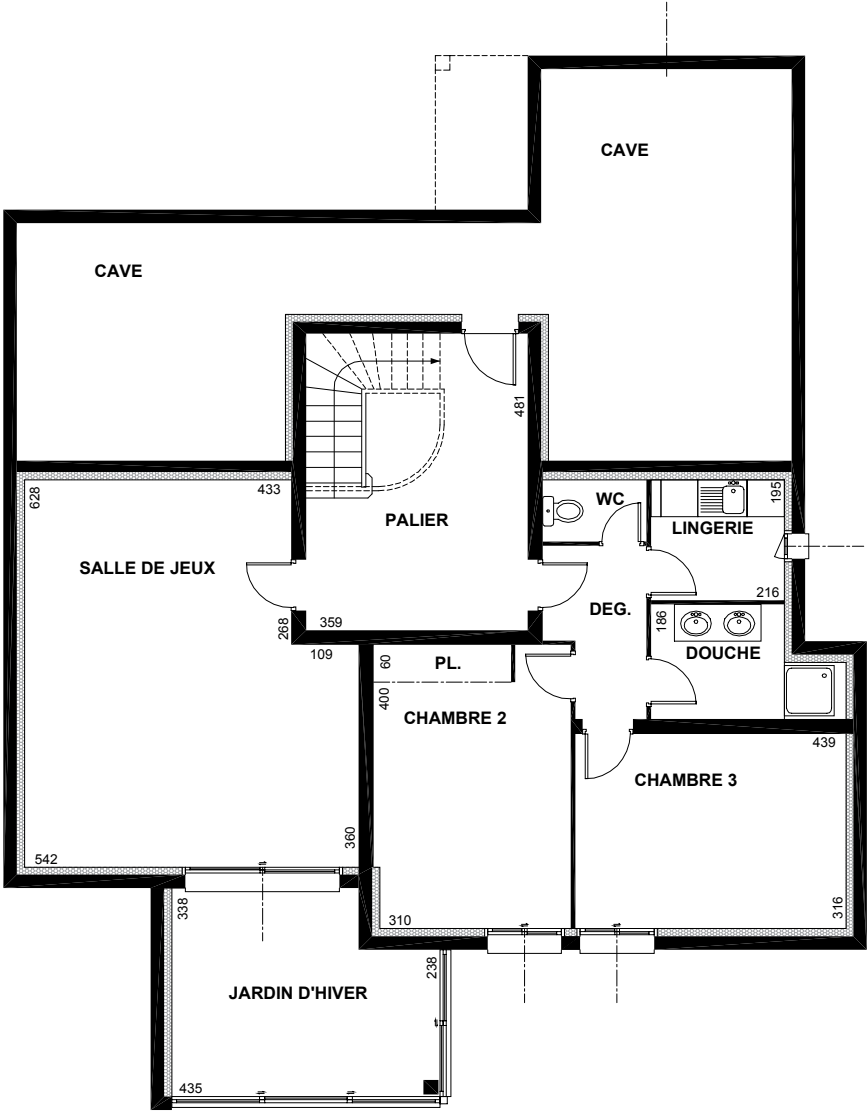 CAVE
CAVE
481
628
433
WC
195
LINGERIE
PALIER
SALLE DE JEUX
216
DEG.
268
359
186
109
60
PL.
DOUCHE
400
CHAMBRE 2
439
CHAMBRE 3
360
542
338
310
316
238
JARDIN D'HIVER
435